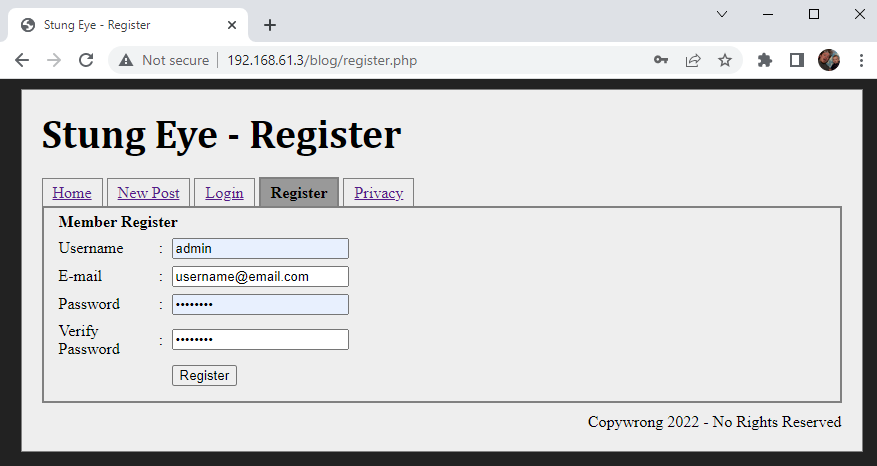 Stung Eye - Register
Not secure
192.168.61.3/blog/register.php
Stung Eye - Register
Home New Post Login Register Privacy
Member Register
Username : admin
E-mail : username@email.com
Password : ••••••••
Verify Password : ••••••••
Register
Copywrong 2022 - No Rights Reserved